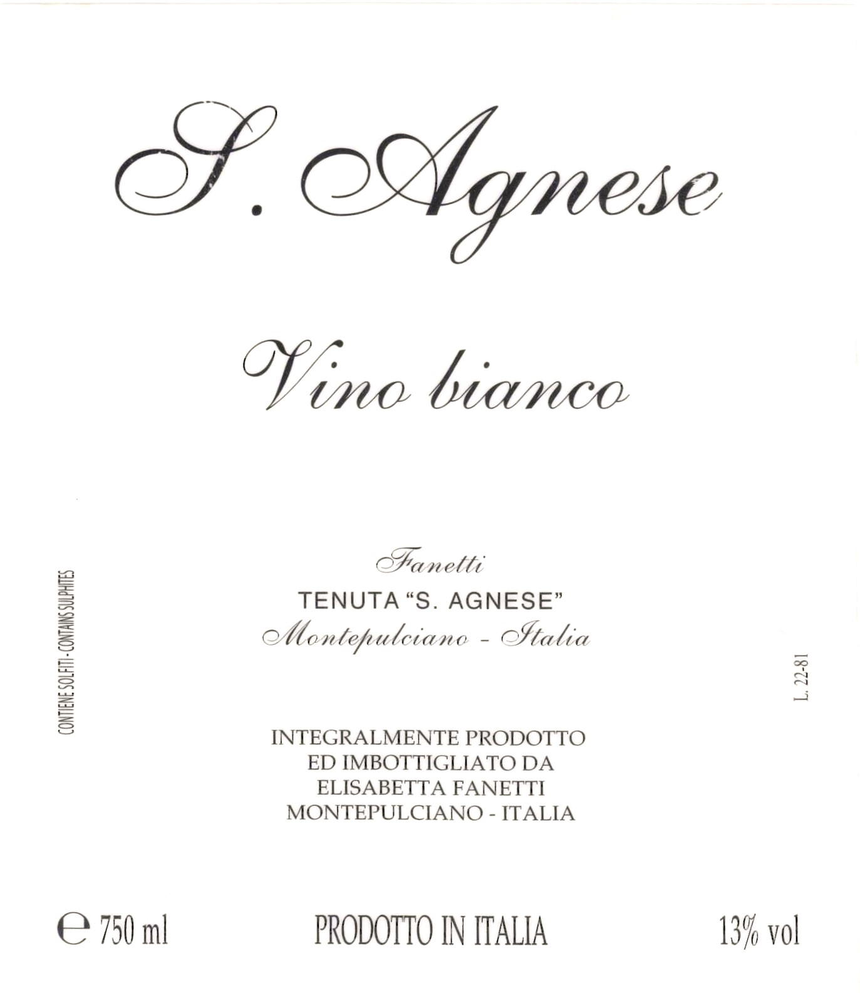 S. Agnese
Vino bianco
Fanetti
TENUTA “S. AGNESE”
Montepulciano - Italia
CONTIENE SOLFITI - CONTAINS SULPHITES
L. 22-81
INTEGRALMENTE PRODOTTO
ED IMBOTTIGLIATO DA
ELISABETTA FANETTI
MONTEPULCIANO - ITALIA
℮ 750 ml
PRODOTTO IN ITALIA
13% vol